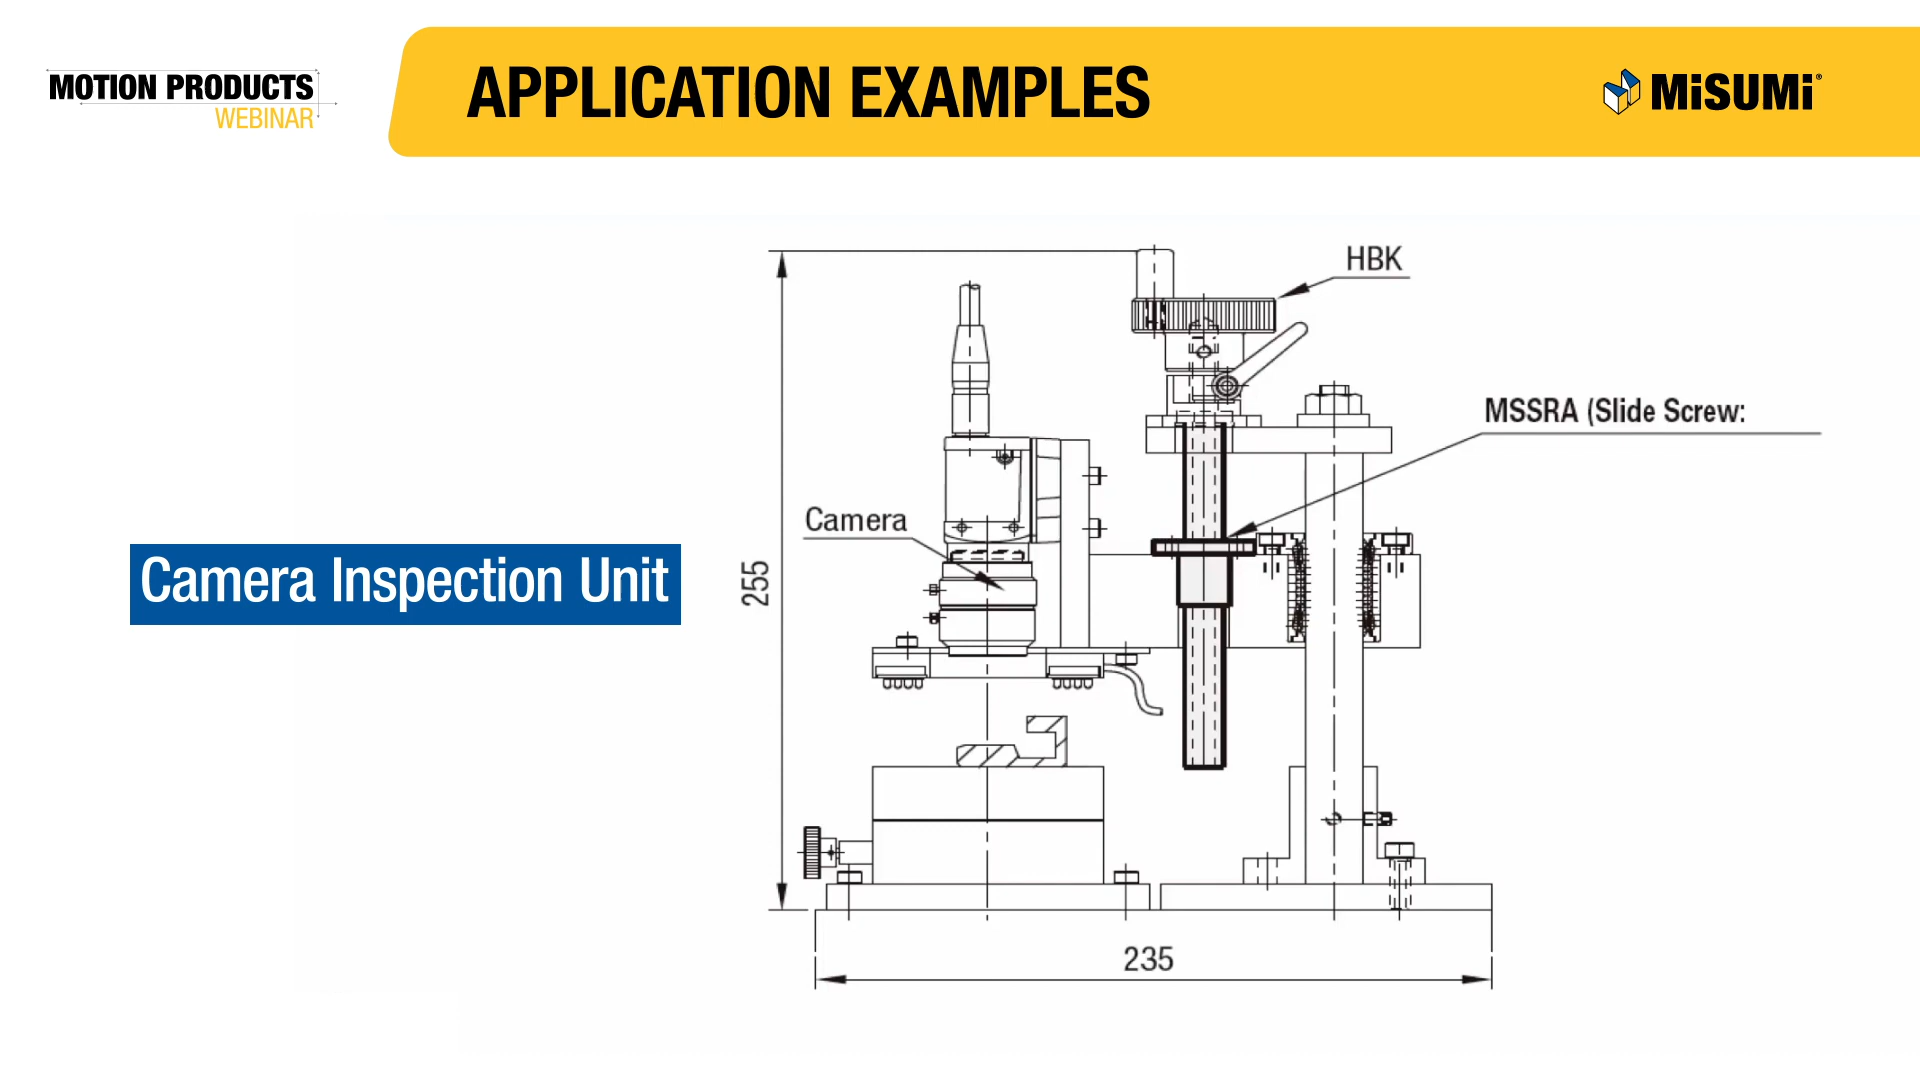 MOTION PRODUCTS
WEBINAR
APPLICATION EXAMPLES
MiSUMi®
HBK
MSSRA (Slide Screw:
Camera
255
Camera Inspection Unit
235